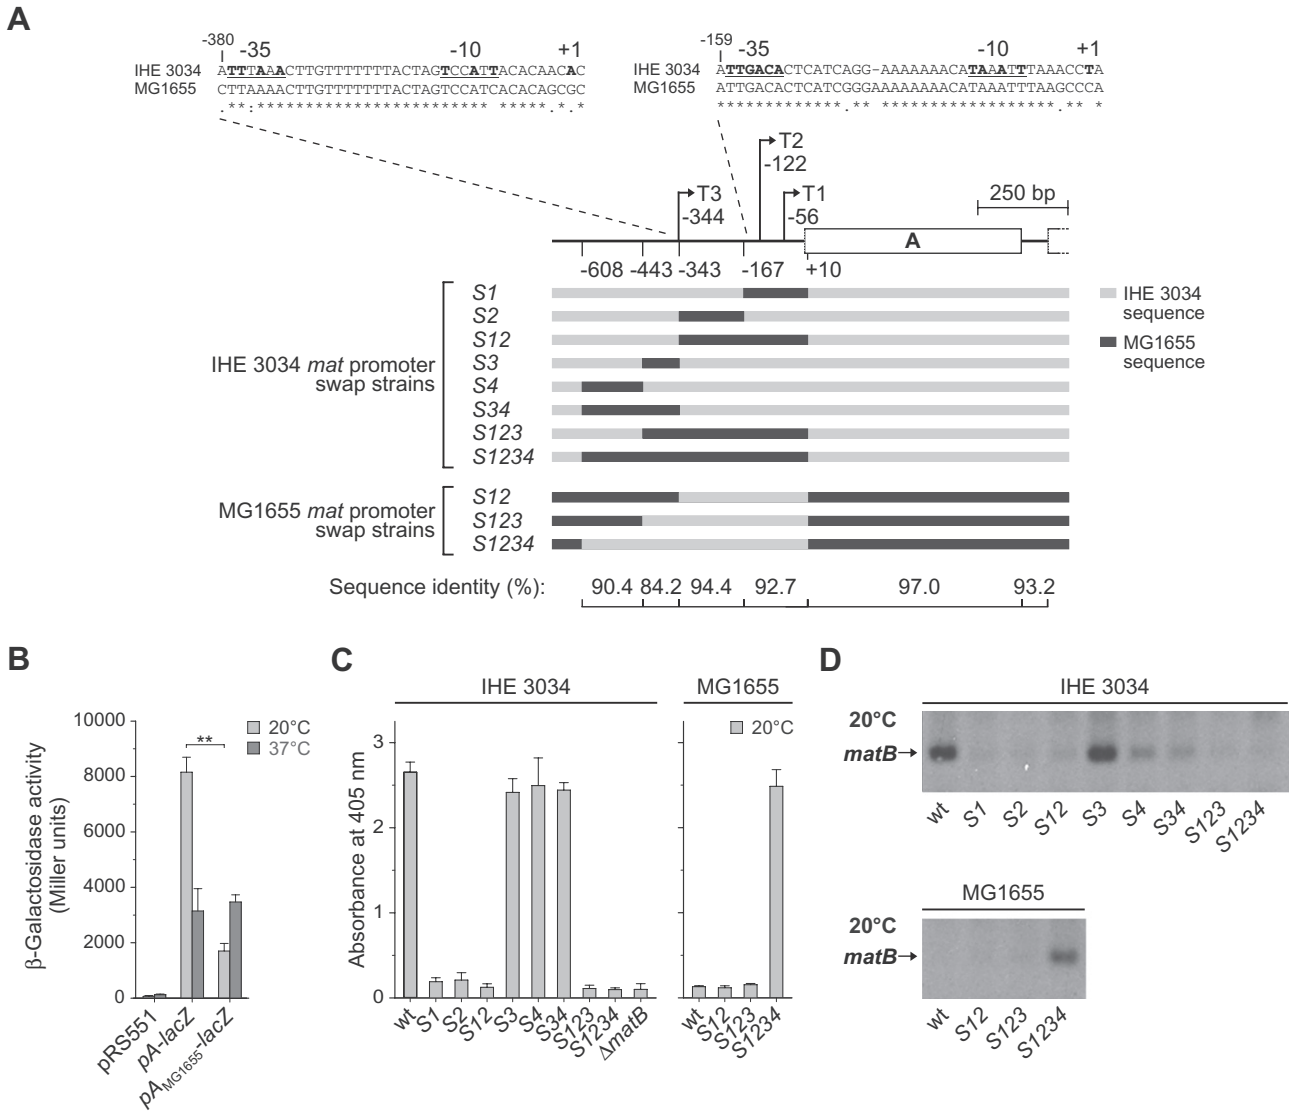 A
-380
-35
-10
+1
IHE 3034 ATTTAAACTTGTTTTTTTACTAGTCCATTACACAACAC
MG1655 CTTAAAACTTGTTTTTTTACTAGTCCATCACACAGCGC
-159
-35
-10
+1
IHE 3034 ATTGACACTCATCAGG-AAAAAAACATAAATTTAAACCTA
MG1655 ATTGACACTCATCGGGAAAAAAAACATAAATTTAAGCCCA
T2
-122
T3
-344
T1
-56
250 bp
A
-608 -443 -343 -167 +10
IHE 3034 mat promoter swap strains
S1
S2
S12
S3
S4
S34
S123
S1234
IHE 3034 sequence
MG1655 sequence
MG1655 mat promoter swap strains
S12
S123
S1234
Sequence identity (%): 90.4 84.2 94.4 92.7 97.0 93.2
B
β-Galactosidase activity (Miller units)
10000
8000
6000
4000
2000
0
**
20°C
37°C
pRS551
pA-lacZ
pAMG1655-lacZ
C
IHE 3034
MG1655
20°C
Absorbance at 405 nm
3
2
1
0
wt S1 S2 S12 S3 S4 S34 S123 S1234 ΔmatB
wt S12 S123 S1234
D
IHE 3034
20°C
matB
wt S1 S2 S12 S3 S4 S34 S123 S1234
MG1655
20°C
matB
wt S12 S123 S1234